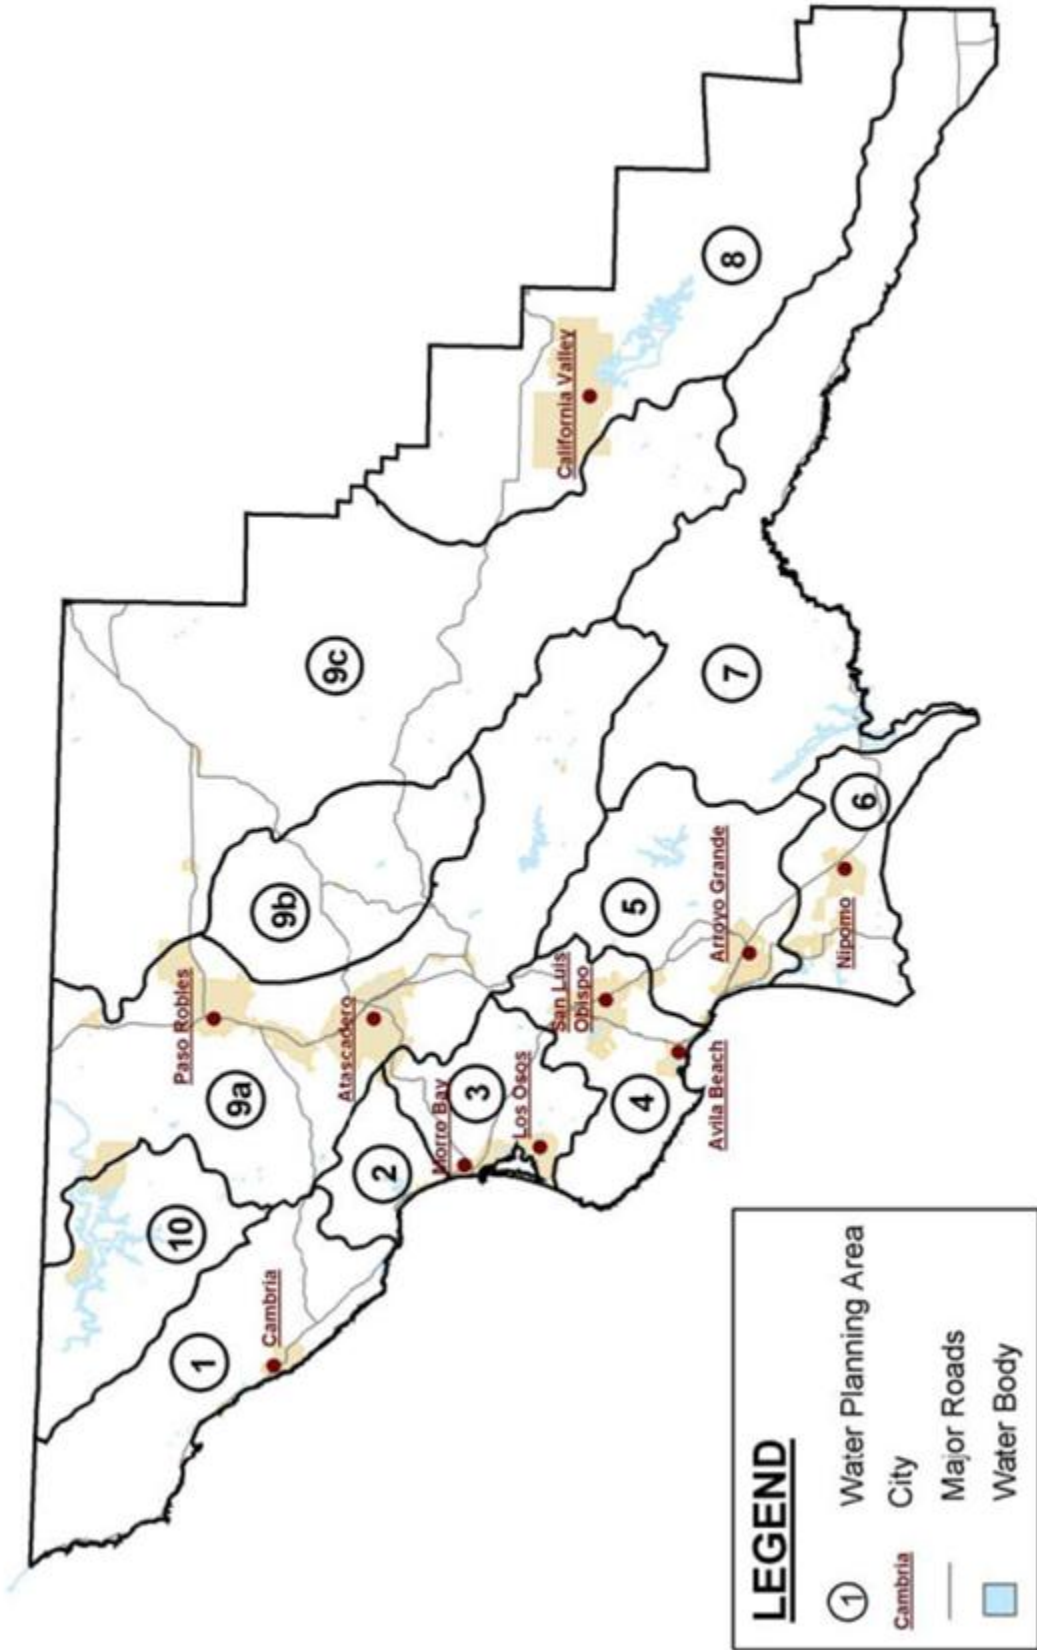 10
1
Cambria
9a
Paso Robles
9b
9c
Atascadero
2
Morro Bay
3
Los Osos
San Luis
Obispo
4
Avila Beach
5
Arroyo Grande
6
Nipomo
7
California Valley
8
LEGEND
1 Water Planning Area
Cambria City
Major Roads
Water Body